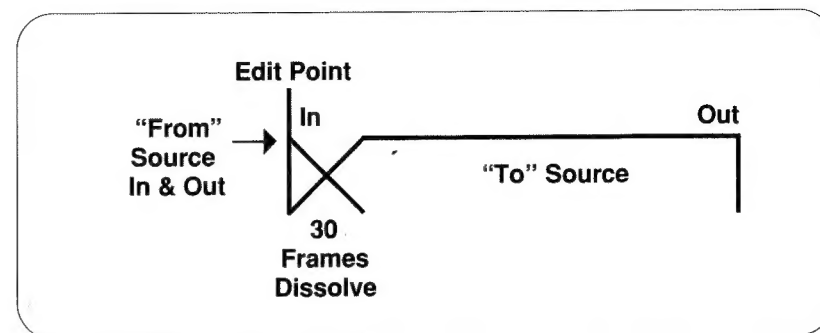 Edit Point
In
Out
“From”
Source
In & Out
“To” Source
30
Frames
Dissolve